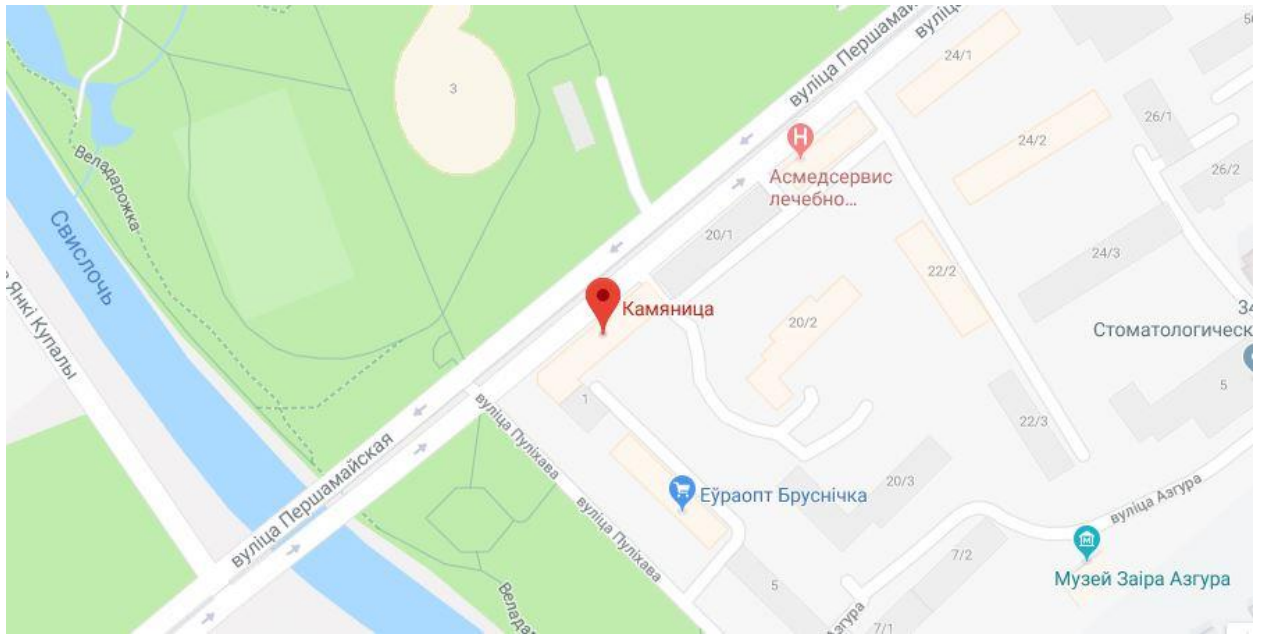 вуліца Першамай
вуліц
24/1
3
26/1
24/2
26/2
Асмедсервис
лечебно...
Веладарожка
Свислочь
20/1
24/3
22/2
Янкі Купалы
Камяница
20/2
34
Стоматологическ
5
1
вуліца Пуліхава
22/3
вуліца Першамайская
20/3
Еўраопт Бруснічка
вуліца Азгура
вуліца Пуліхава
7/2
5
Музей Заіра Азгура
Велада
Азгура
7/1